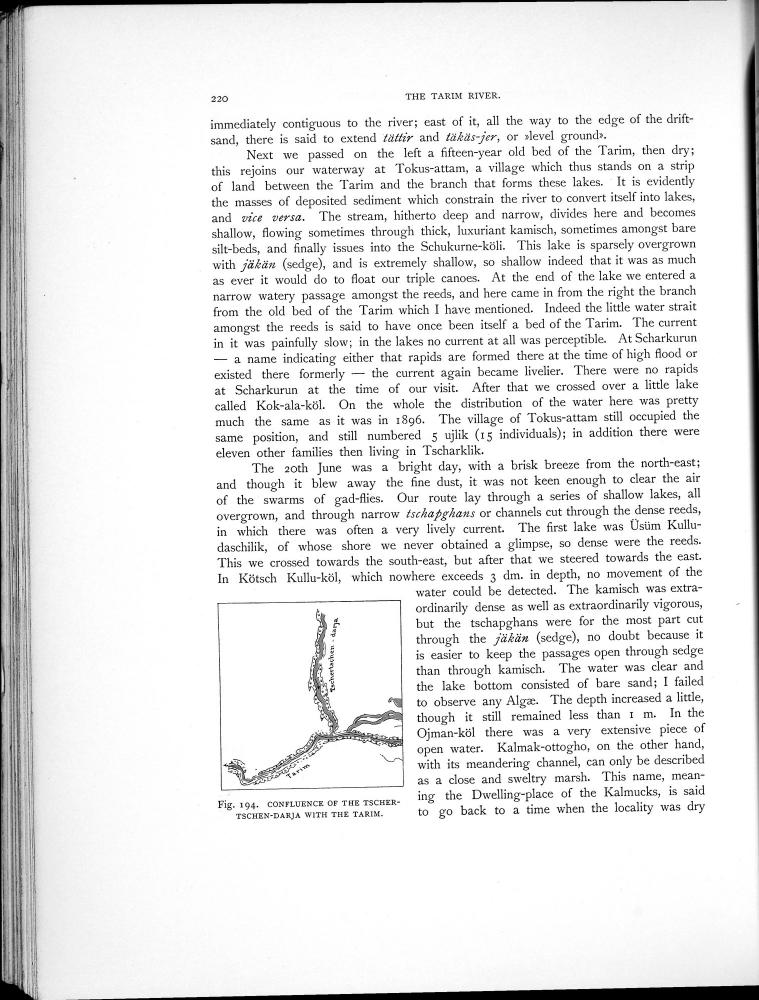 220
THE TARIM RIVER.
immediately contiguous to the river; east of it, all the way to the edge of the drift-
sand, there is said to extend tättir and täkäs-jer, or »level ground».
Next we passed on the left a fifteen-year old bed of the Tarim, then dry;
this rejoins our waterway at Tokus-attam, a village which thus stands on a strip
of land between the Tarim and the branch that forms these lakes. It is evidently
the masses of deposited sediment which constrain the river to convert itself into lakes,
and vice versa. The stream, hitherto deep and narrow, divides here and becomes
shallow, flowing sometimes through thick, luxuriant kamisch, sometimes amongst bare
silt-beds, and finally issues into the Schukurne-köli. This lake is sparsely overgrown
with jäkän (sedge), and is extremely shallow, so shallow indeed that it was as much
as ever it would do to float our triple canoes. At the end of the lake we entered a
narrow watery passage amongst the reeds, and here came in from the right the branch
from the old bed of the Tarim which I have mentioned. Indeed the little water strait
amongst the reeds is said to have once been itself a bed of the Tarim. The current
in it was painfully slow; in the lakes no current at all was perceptible. At Scharkurun
— a name indicating either that rapids are formed there at the time of high flood or
existed there formerly — the current again became livelier. There were no rapids
at Scharkurun at the time of our visit. After that we crossed over a little lake
called Kok-ala-köl. On the whole the distribution of the water here was pretty
much the same as it was in 1896. The village of Tokus-attam still occupied the
same position, and still numbered 5 ujlik (15 individuals); in addition there were
eleven other families then living in Tscharklik.
The 20th June was a bright day, with a brisk breeze from the north-east;
and though it blew away the fine dust, it was not keen enough to clear the air
of the swarms of gad-flies. Our route lay through a series of shallow lakes, all
overgrown, and through narrow tschapghans or channels cut through the dense reeds,
in which there was often a very lively current. The first lake was Üsüm Kullu-
daschilik, of whose shore we never obtained a glimpse, so dense were the reeds.
This we crossed towards the south-east, but after that we steered towards the east.
In Kötsch Kullu-köl, which nowhere exceeds 3 dm. in depth, no movement of the
water could be detected. The kamisch was extra-
ordinarily dense as well as extraordinarily vigorous,
but the tschapghans were for the most part cut
through the jäkän (sedge), no doubt because it
is easier to keep the passages open through sedge
than through kamisch. The water was clear and
the lake bottom consisted of bare sand; I failed
to observe any Algæ. The depth increased a little,
though it still remained less than 1 m. In the
Ojman-köl there was a very extensive piece of
open water. Kalmak-ottogho, on the other hand,
with its meandering channel, can only be described
as a close and sweltry marsh. This name, mean-
ing the Dwelling-place of the Kalmucks, is said
to go back to a time when the locality was dry
Tschertschen-darja
Tarim
Fig. 194. CONFLUENCE OF THE TSCHER-
TSCHEN-DARJA WITH THE TARIM.